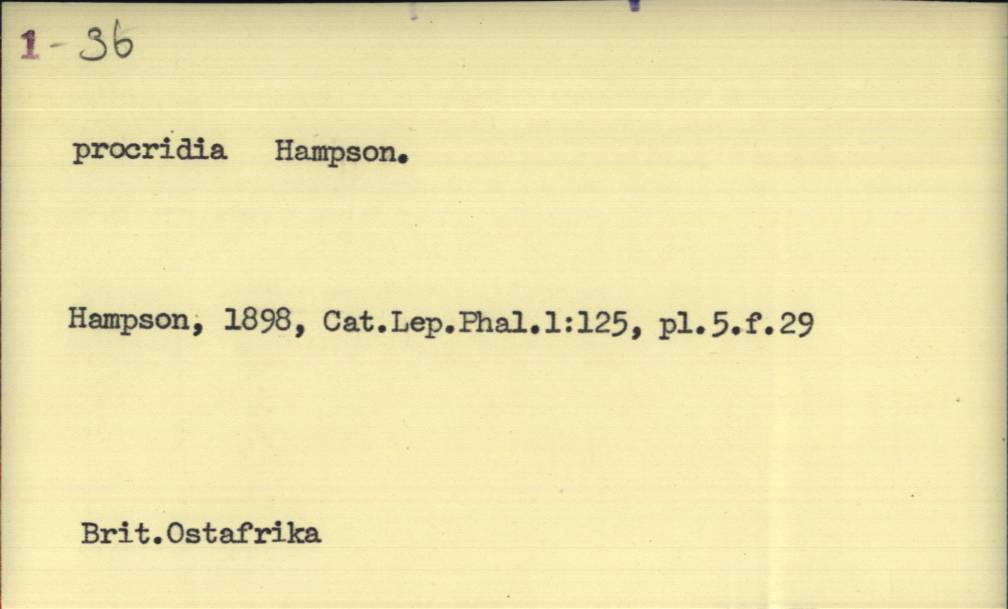 1-36
procridia Hampson.
Hampson, 1898, Cat.Lep.Phal.1:125, pl.5.f.29
Brit.Ostafrika